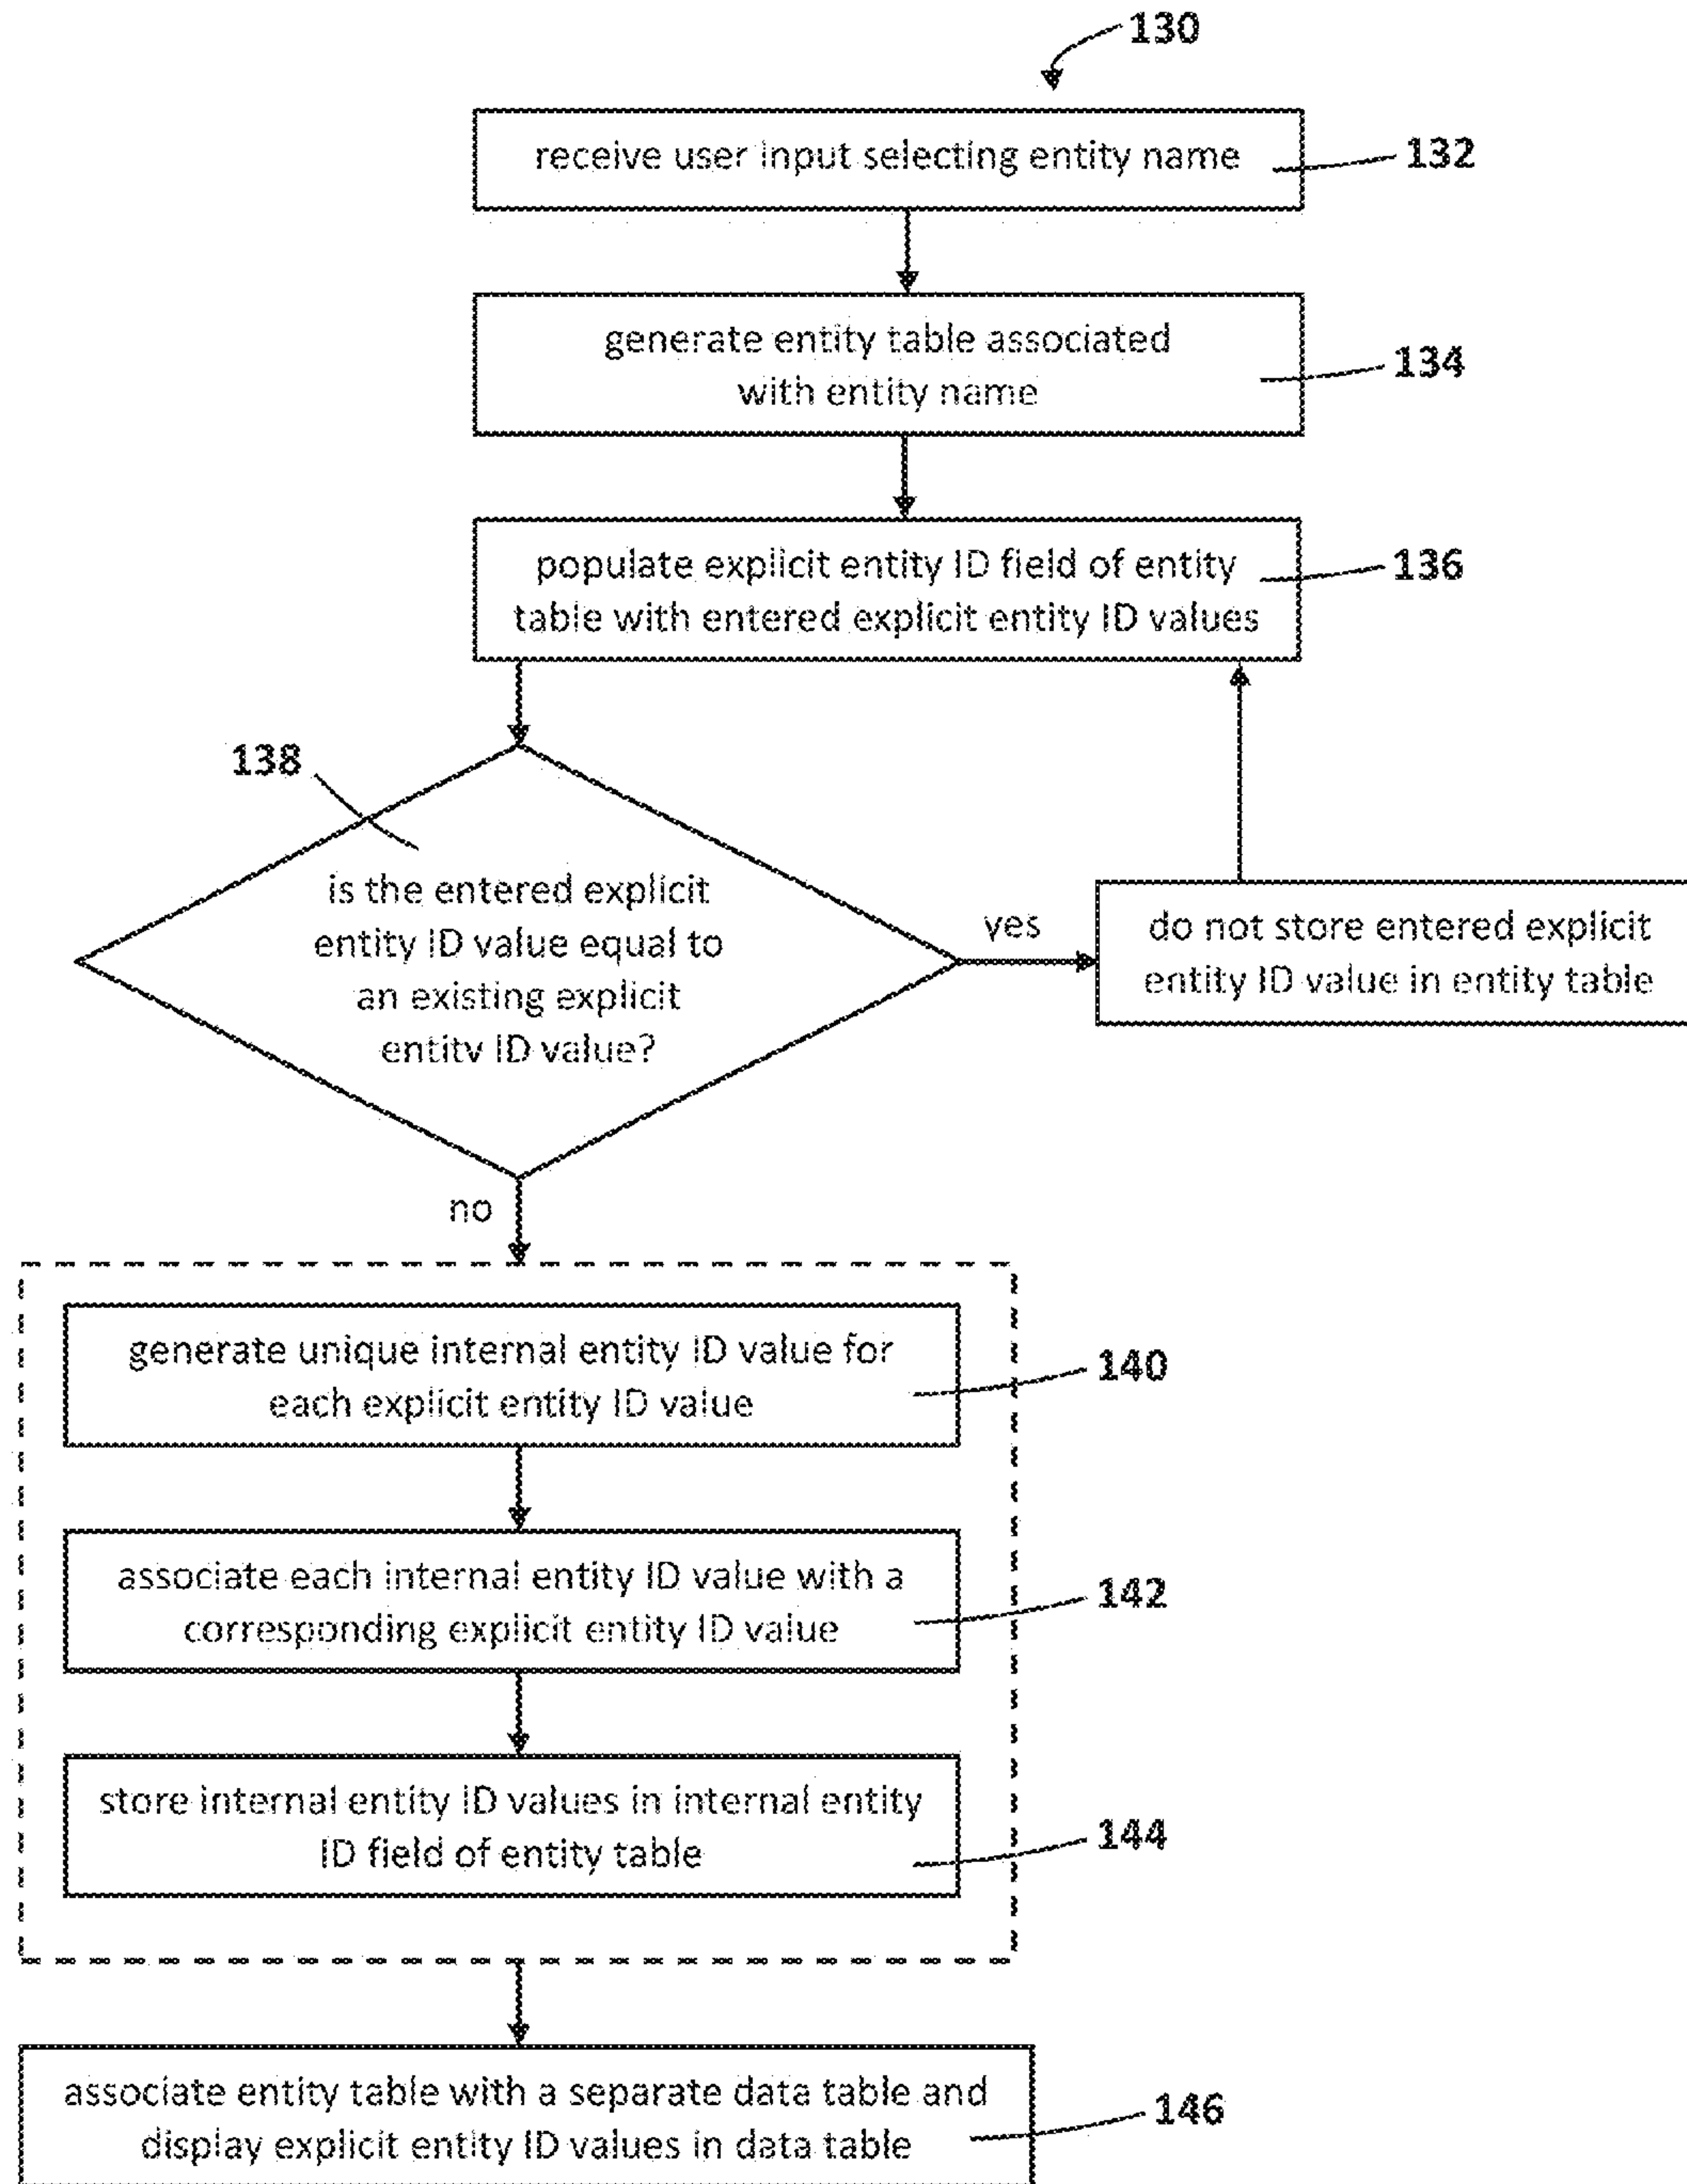 130
receive user input selecting entity name
132
generate entity table associated
with entity name
134
populate explicit entity ID field of entity
table with entered explicit entity ID values
136
138
is the entered explicit
entity ID value equal to
an existing explicit
entity ID value?
yes
do not store entered explicit
entity ID value in entity table
no
generate unique internal entity ID value for
each explicit entity ID value
140
associate each internal entity ID value with a
corresponding explicit entity ID value
142
store internal entity ID values in internal entity
ID field of entity table
144
associate entity table with a separate data table and
display explicit entity ID values in data table
146